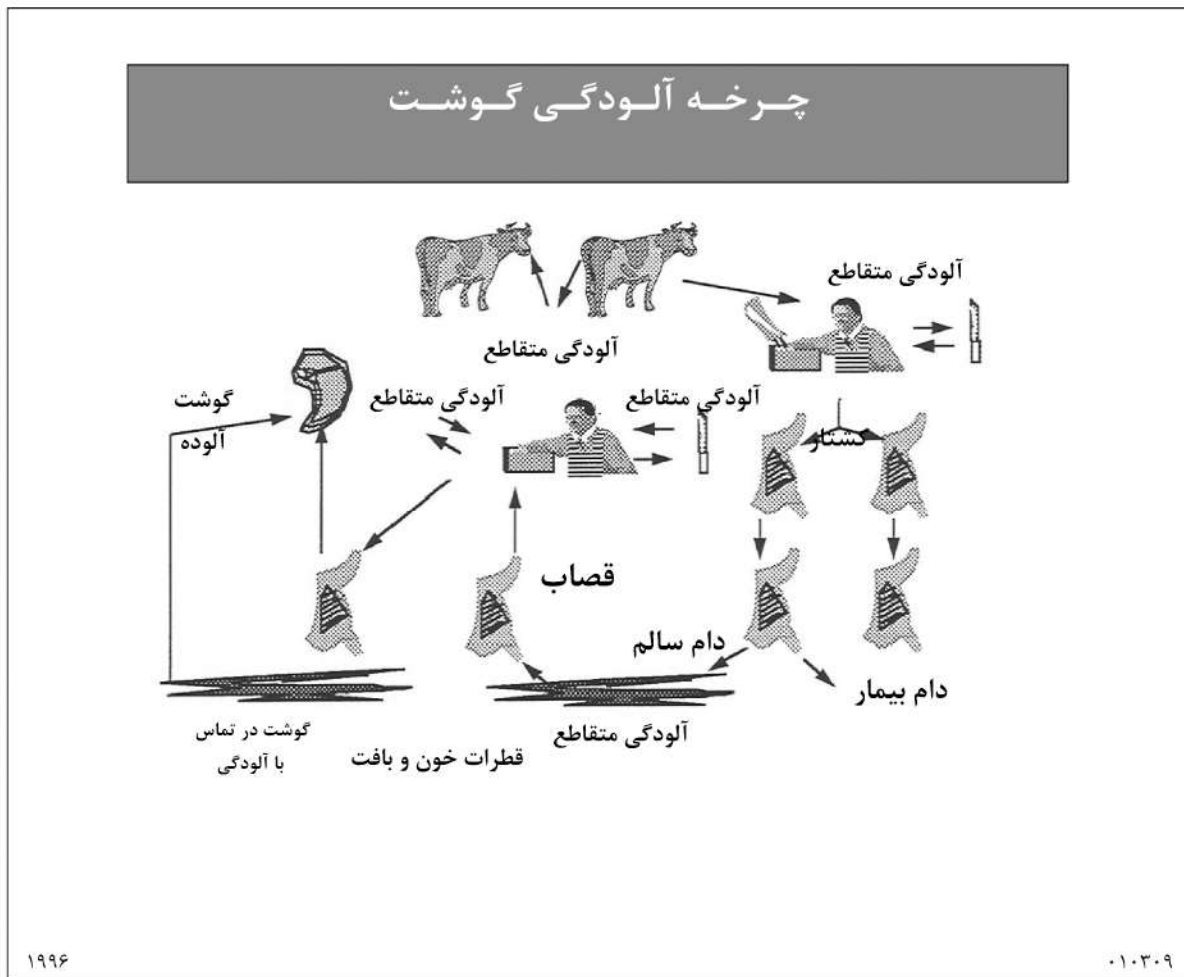 چرخه آلودگی گوشت
آلودگی متقاطع
آلودگی متقاطع
گوشت
آلوده
آلودگی متقاطع
آلودگی متقاطع
کشتار
قصاب
دام سالم
دام بیمار
آلودگی متقاطع
گوشت در تماس
با آلودگی
قطرات خون و بافت
۱۹۹۶
۰۱۰۳۰۹